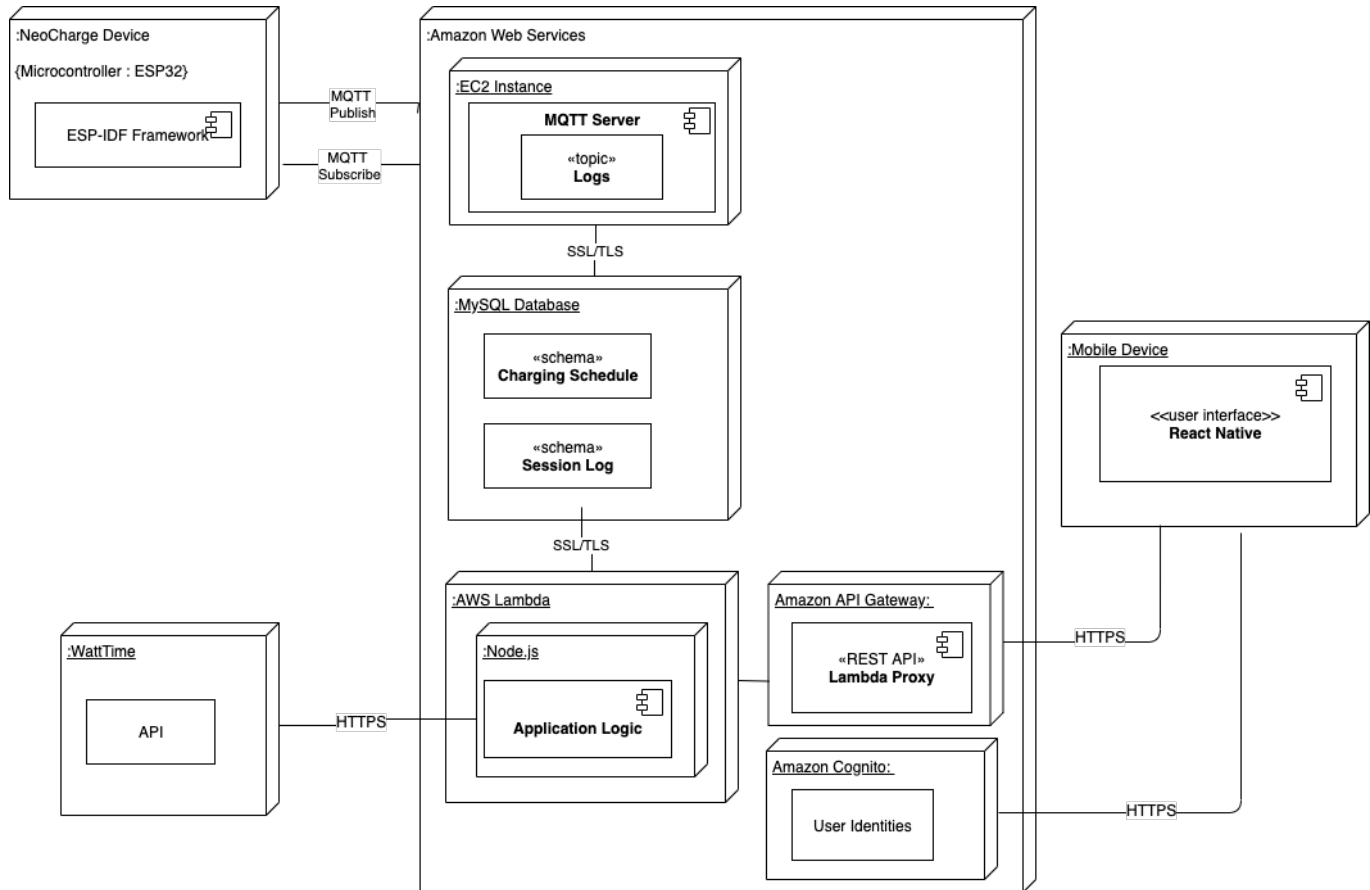 :NeoCharge Device
{Microcontroller : ESP32}
ESP-IDF Framework
MQTT
Publish
MQTT
Subscribe
:Amazon Web Services
:EC2 Instance
MQTT Server
«topic»
Logs
SSL/TLS
:MySQL Database
«schema»
Charging Schedule
«schema»
Session Log
SSL/TLS
:Mobile Device
<<user interface>>
React Native
:AWS Lambda
:Node.js
Application Logic
Amazon API Gateway:
«REST API»
Lambda Proxy
HTTPS
:WattTime
API
HTTPS
Amazon Cognito:
User Identities
HTTPS